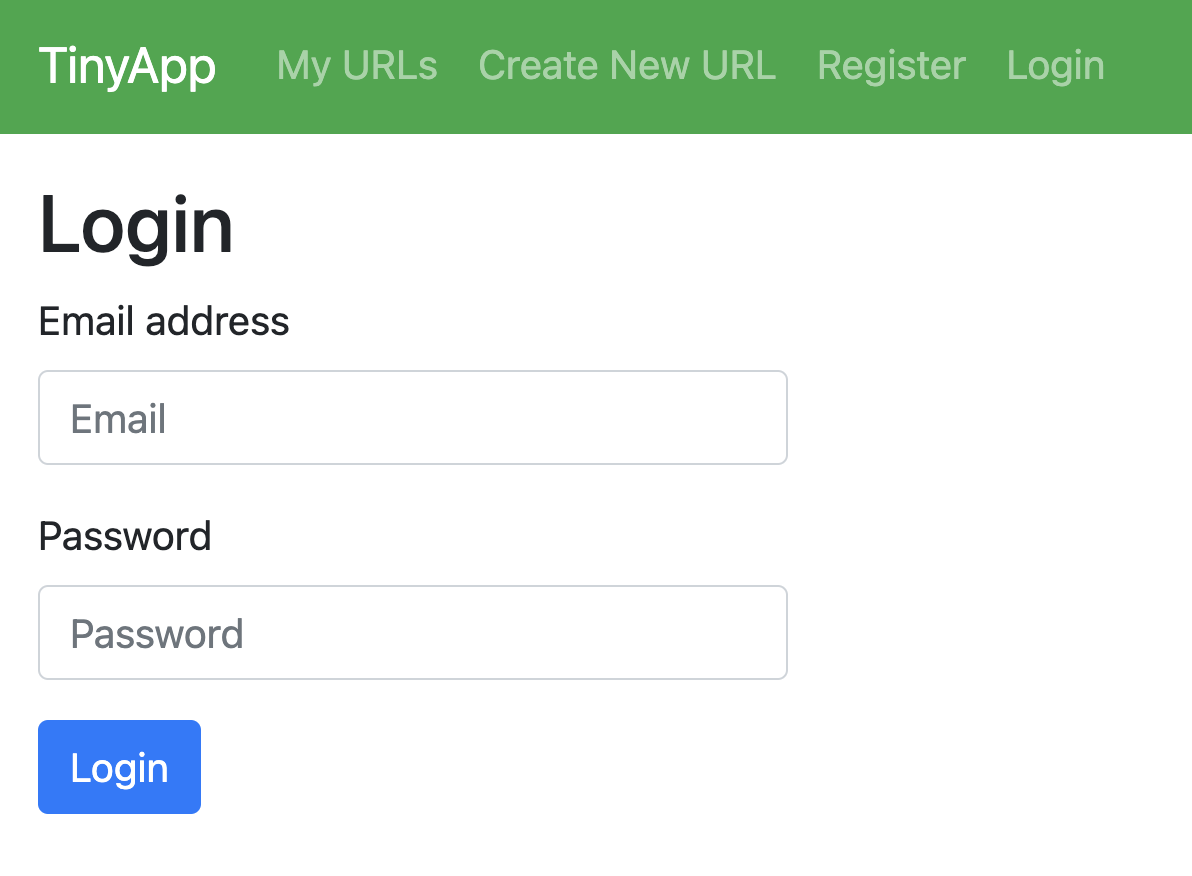 TinyApp My URLs Create New URL Register Login
Login
Email address
Email
Password
Password
Login